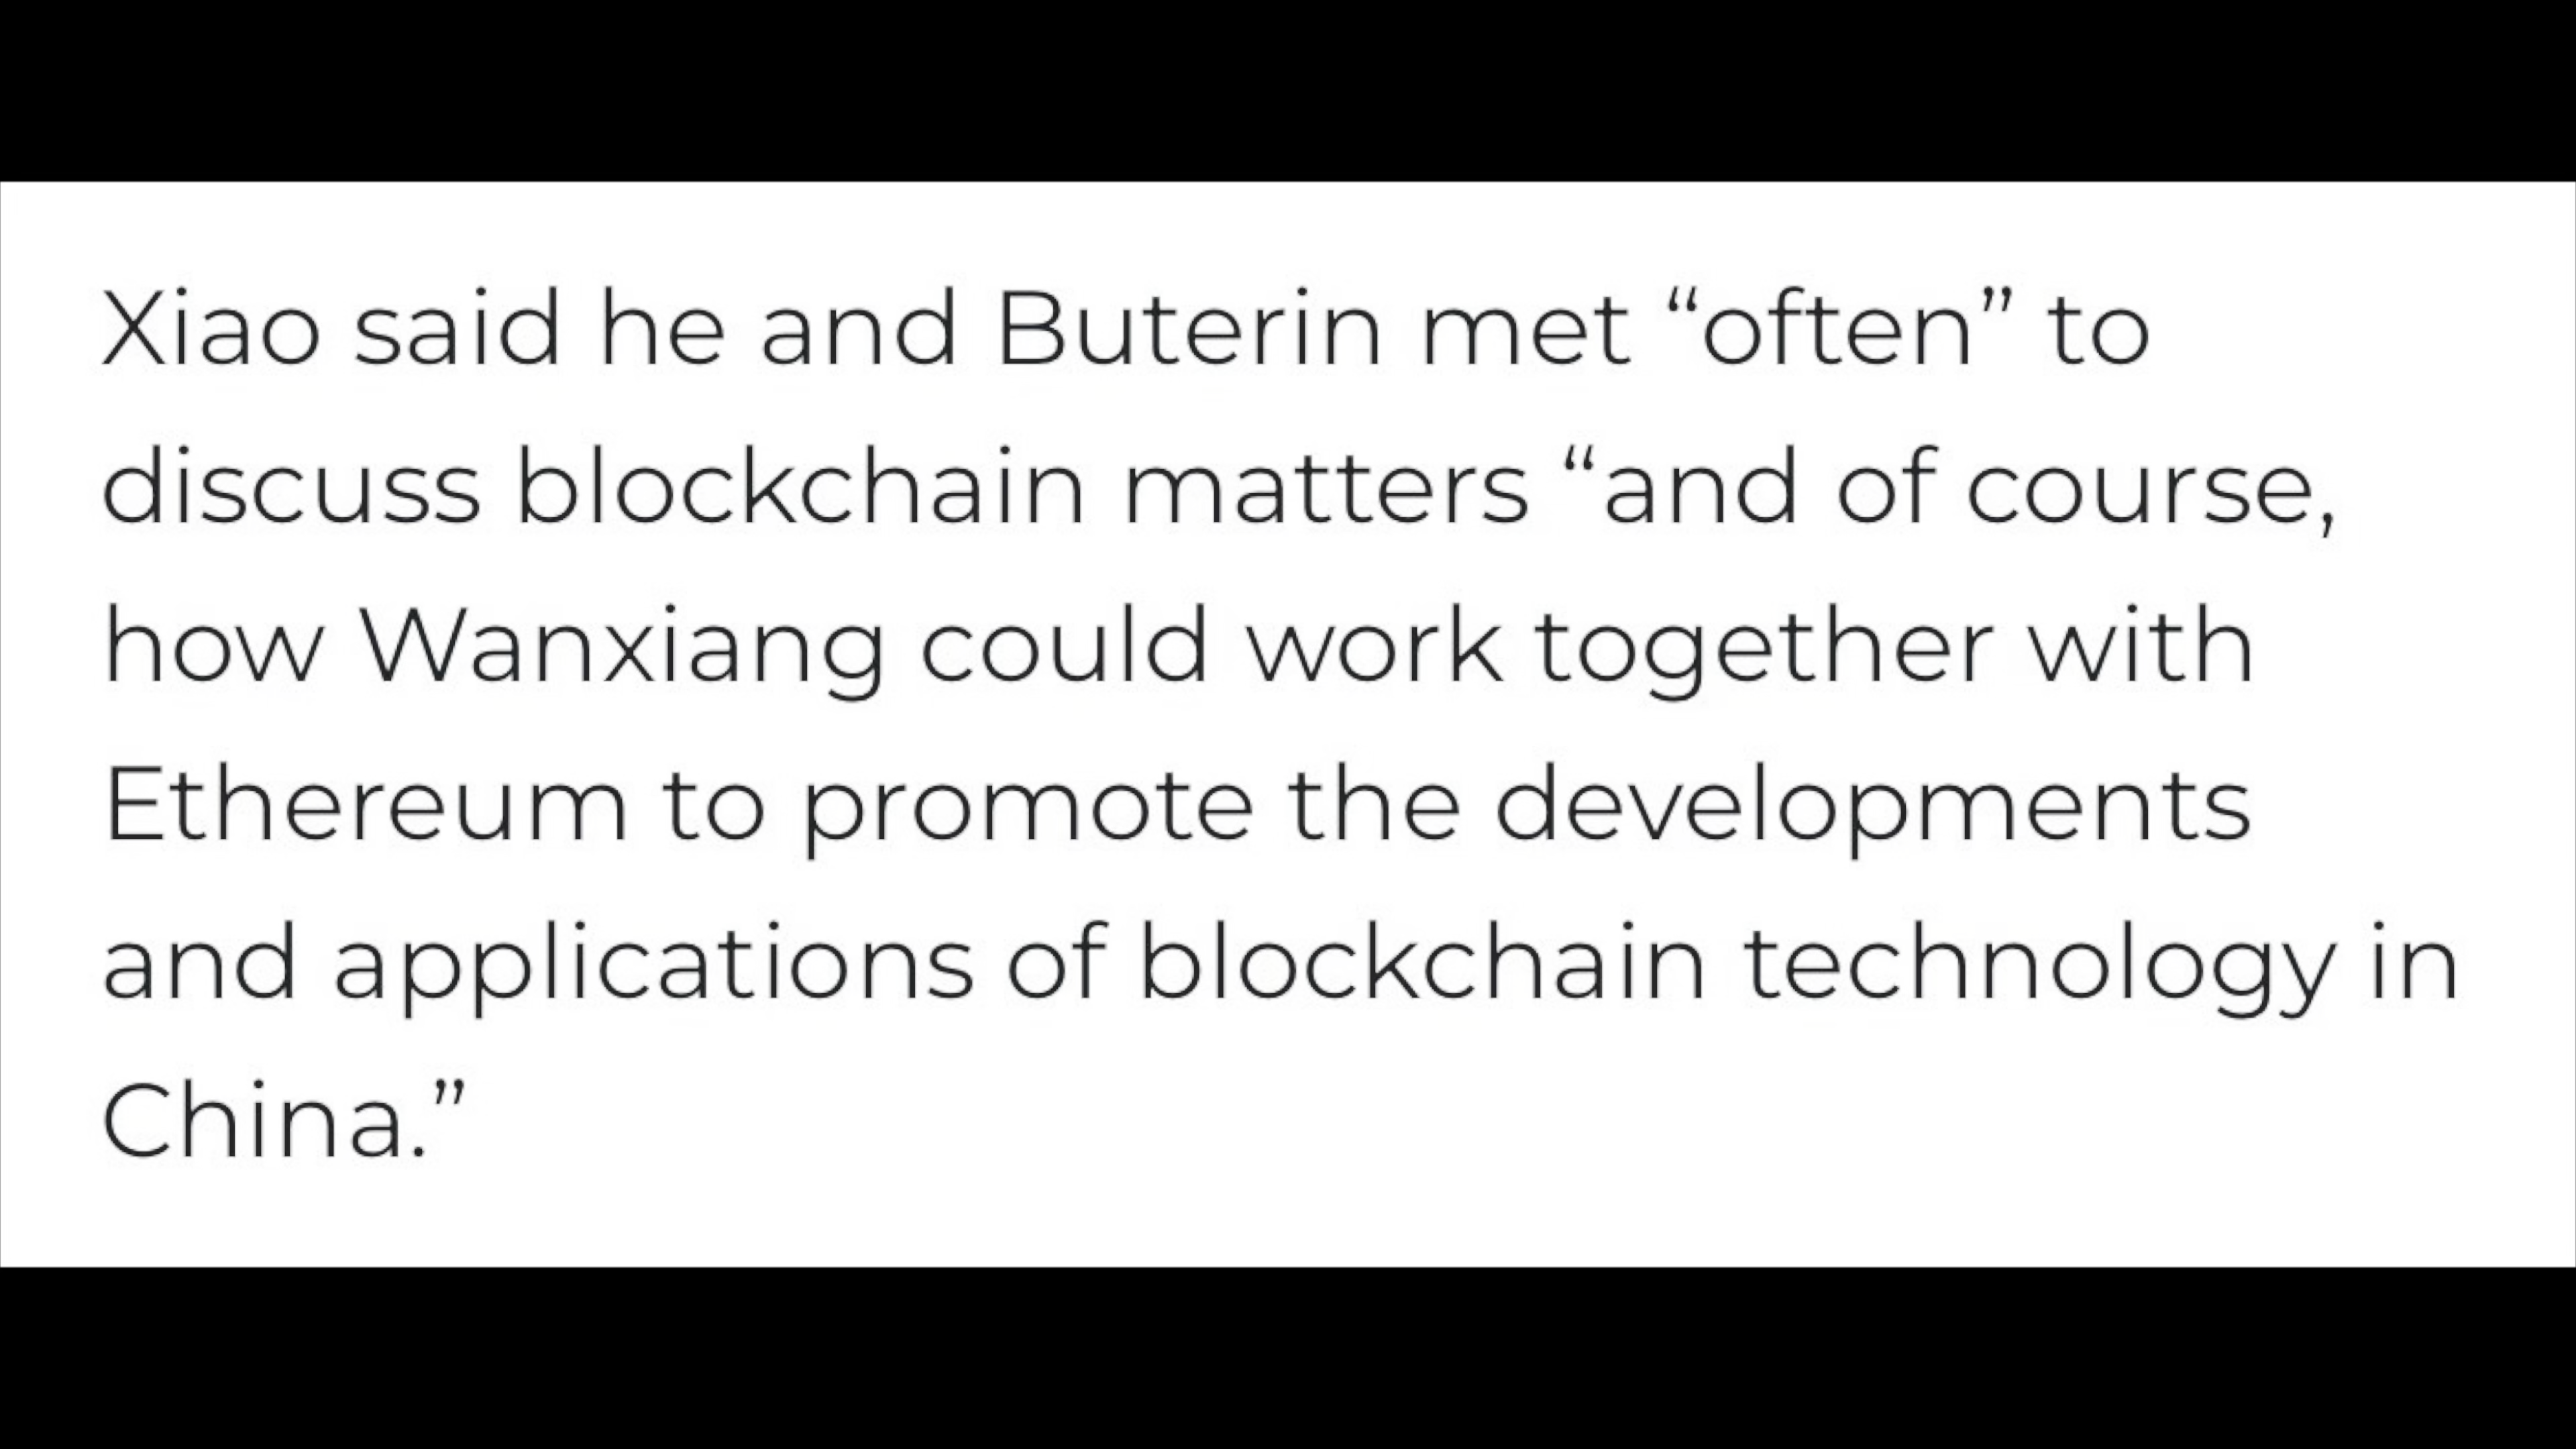 Xiao said he and Buterin met “often” to
discuss blockchain matters “and of course,
how Wanxiang could work together with
Ethereum to promote the developments
and applications of blockchain technology in
China.”